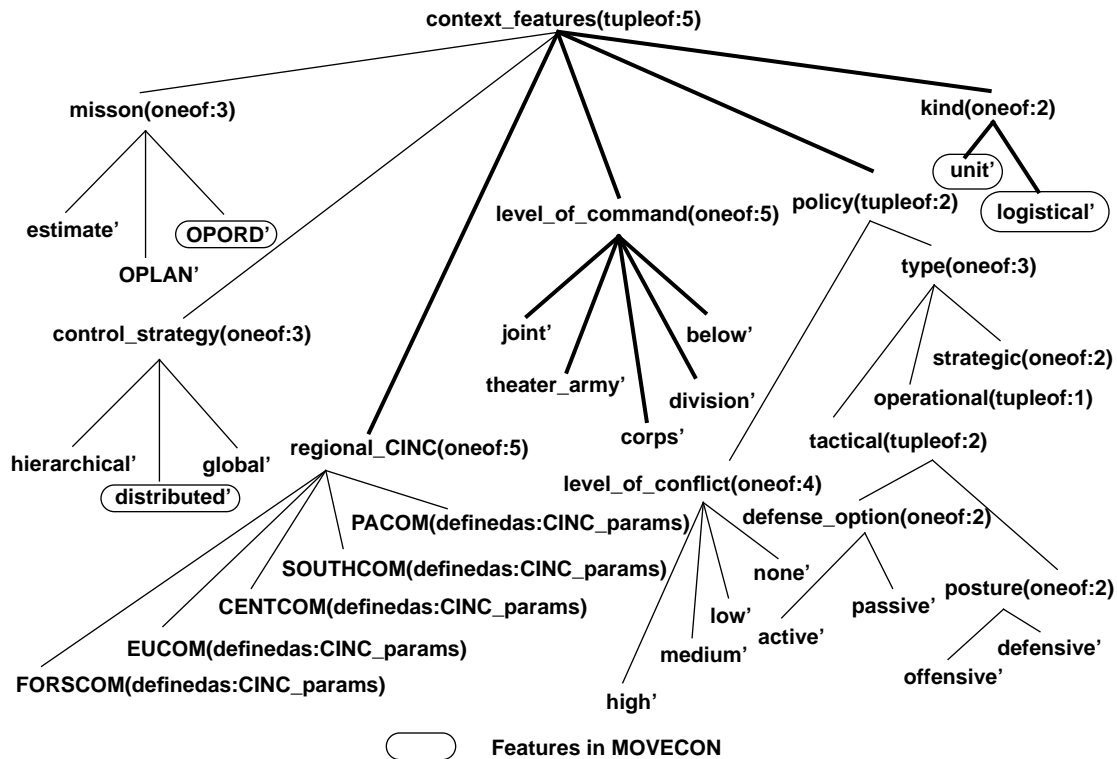 context_features(tupleof:5)
misson(oneof:3)
kind(oneof:2)
unit’
logistical’
level_of_command(oneof:5)
policy(tupleof:2)
estimate’
OPORD’
OPLAN’
type(oneof:3)
control_strategy(oneof:3)
joint’
below’
strategic(oneof:2)
theater_army’
division’
operational(tupleof:1)
corps’
tactical(tupleof:2)
regional_CINC(oneof:5)
hierarchical’
global’
distributed’
level_of_conflict(oneof:4)
PACOM(definedas:CINC_params)
defense_option(oneof:2)
SOUTHCOM(definedas:CINC_params)
none’
posture(oneof:2)
CENTCOM(definedas:CINC_params)
low’
passive’
active’
EUCOM(definedas:CINC_params)
medium’
defensive’
offensive’
FORSCOM(definedas:CINC_params)
high’
Features in MOVECON